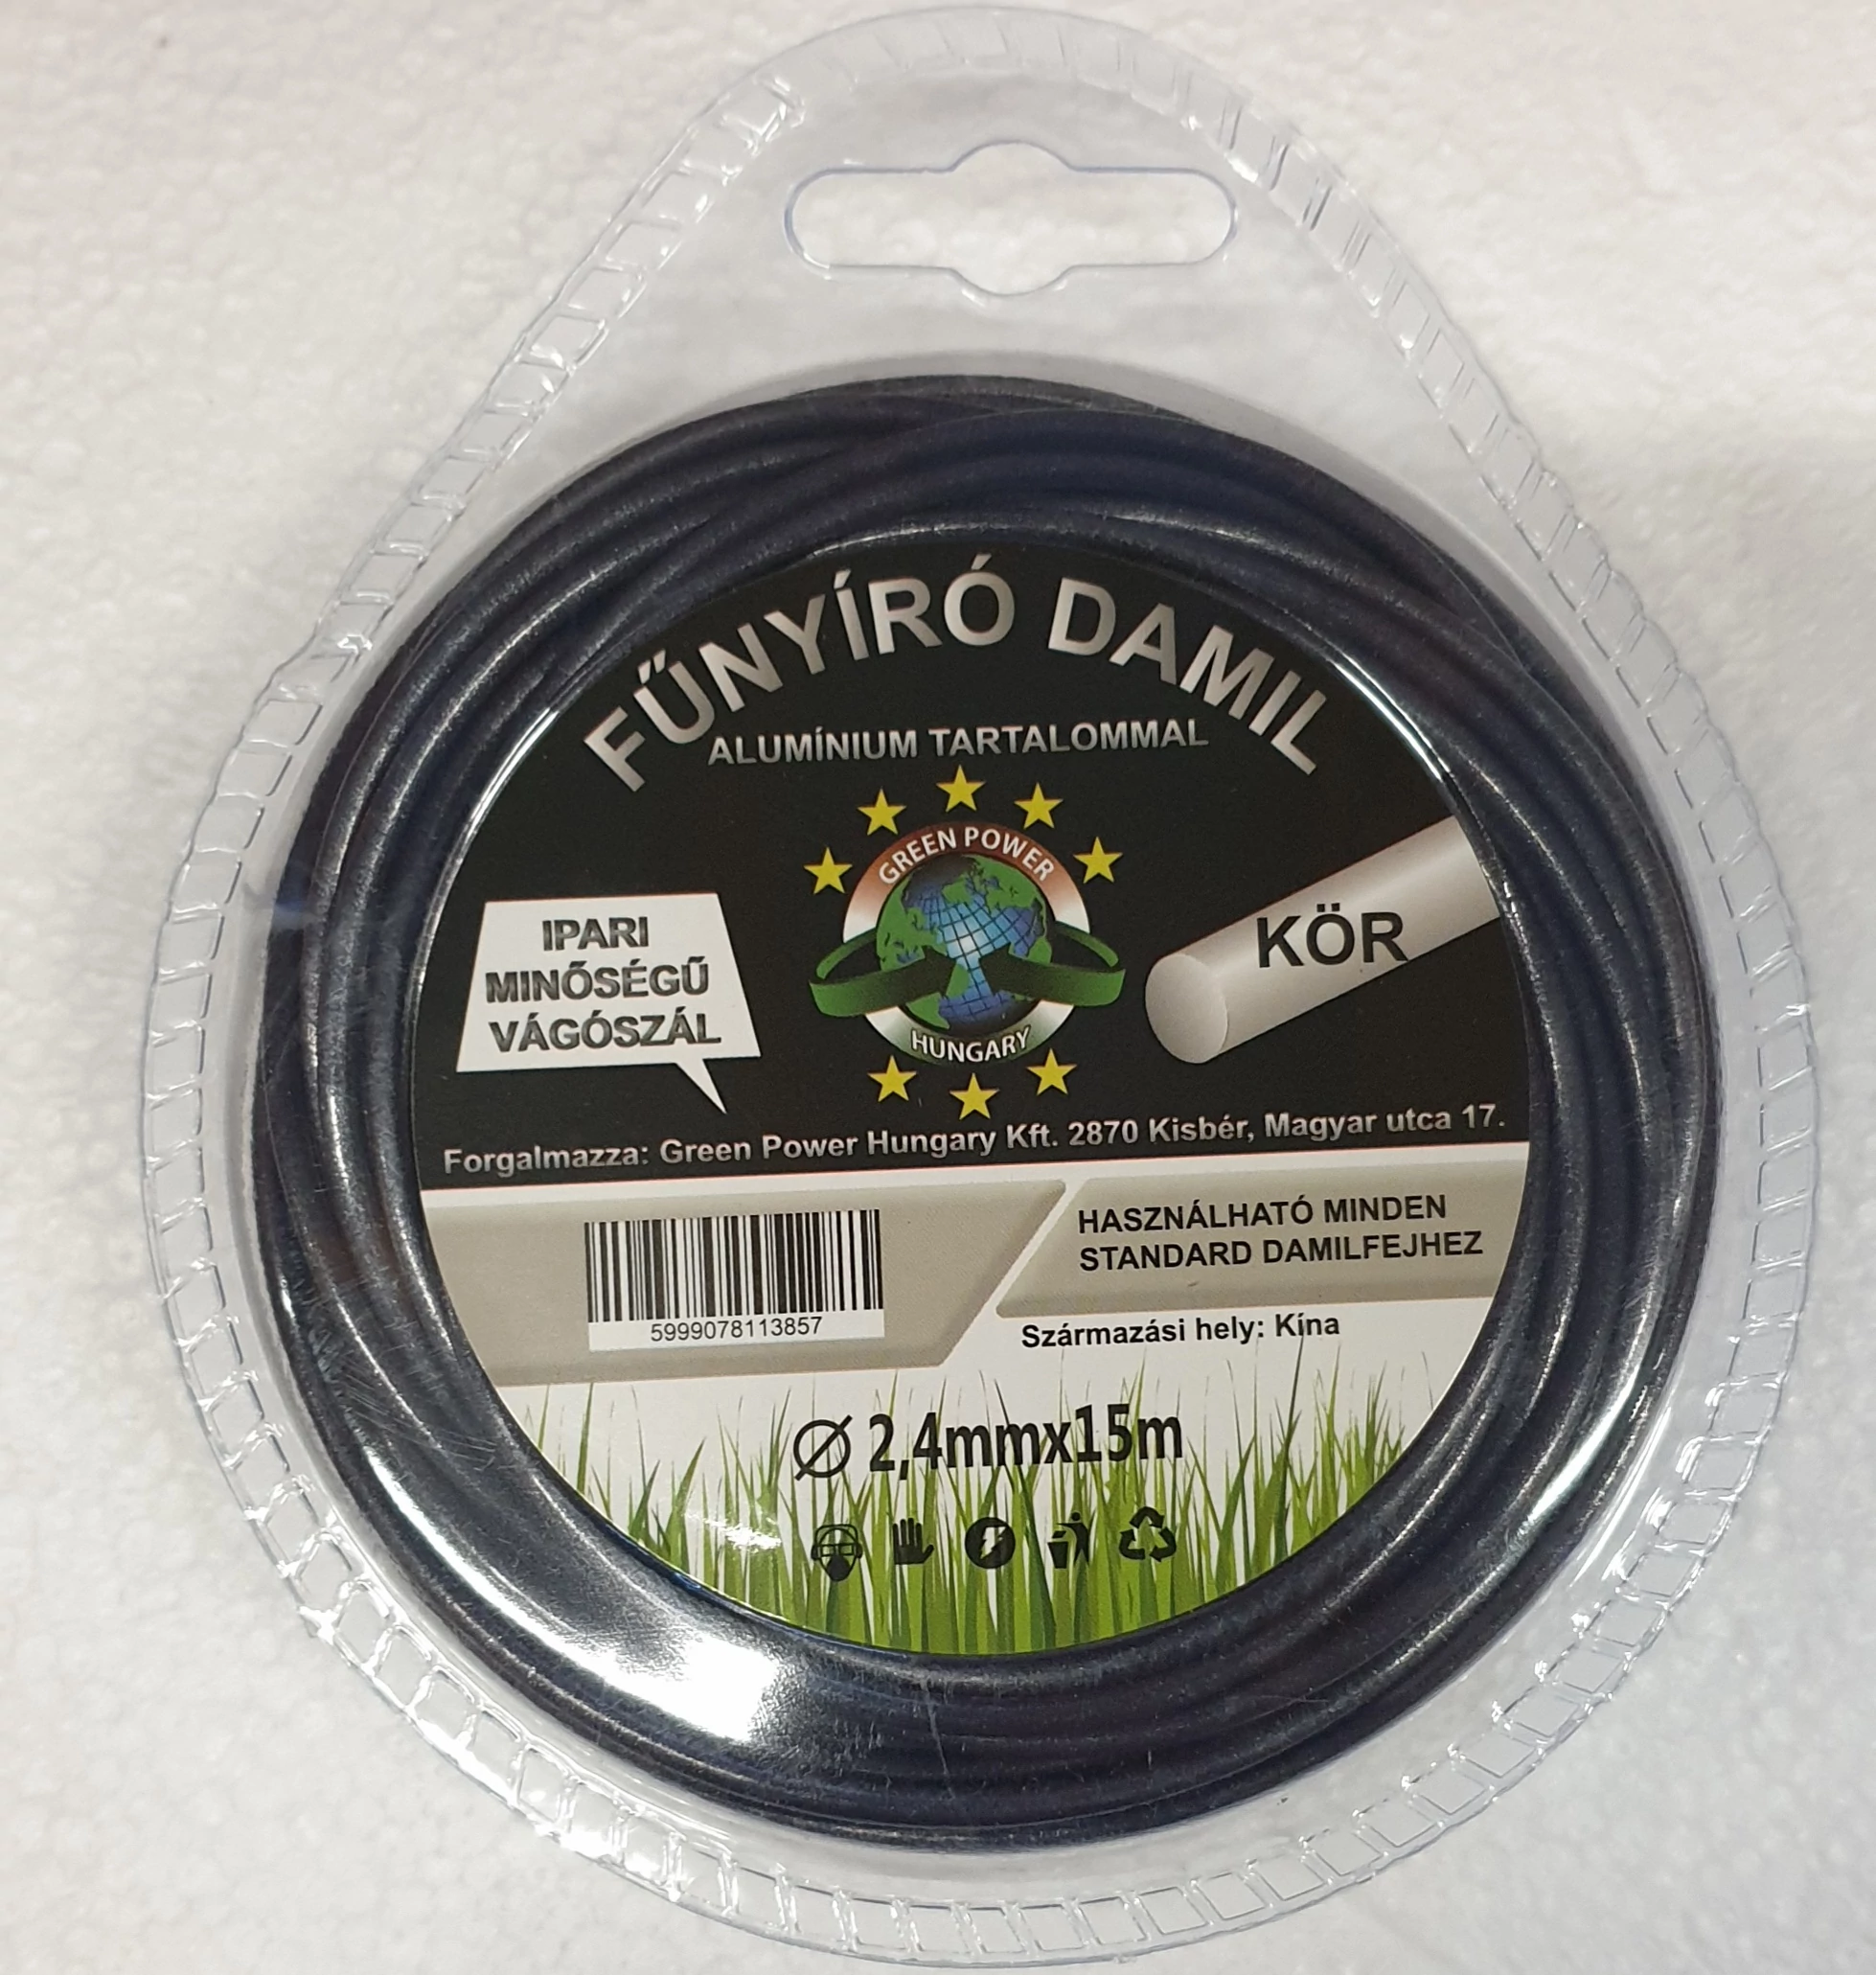 FŰNYÍRÓ DAMIL
ALUMÍNIUM TARTALOMMAL
GREEN POWER
HUNGARY
IPARI
MINŐSÉGŰ
VÁGÓSZÁL
KÖR
Forgalmazza: Green Power Hungary Kft. 2870 Kisbér, Magyar utca 17.
5999078113857
HASZNÁLHATÓ MINDEN
STANDARD DAMILFEJHEZ
Származási hely: Kína
Ø 2,4mmx15m